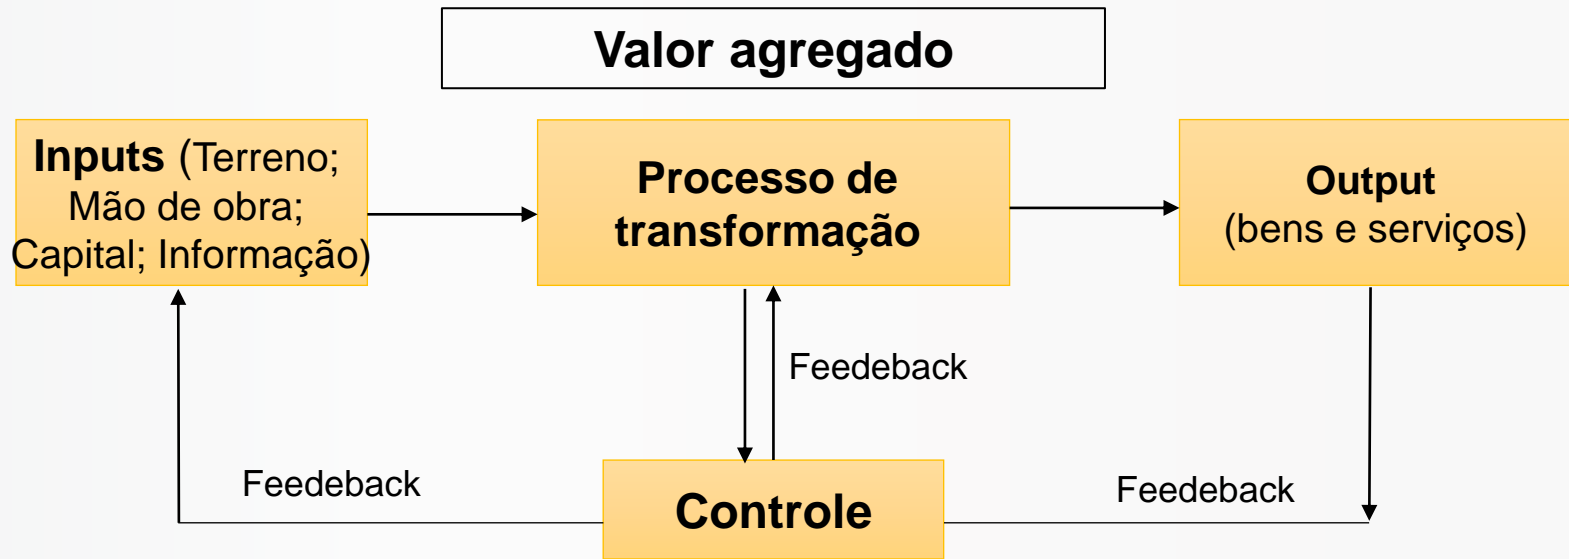 Valor agregado
Inputs (Terreno;
Mão de obra;
Capital; Informação)
Processo de
transformação
Output
(bens e serviços)
Feedeback
Feedeback
Controle
Feedeback